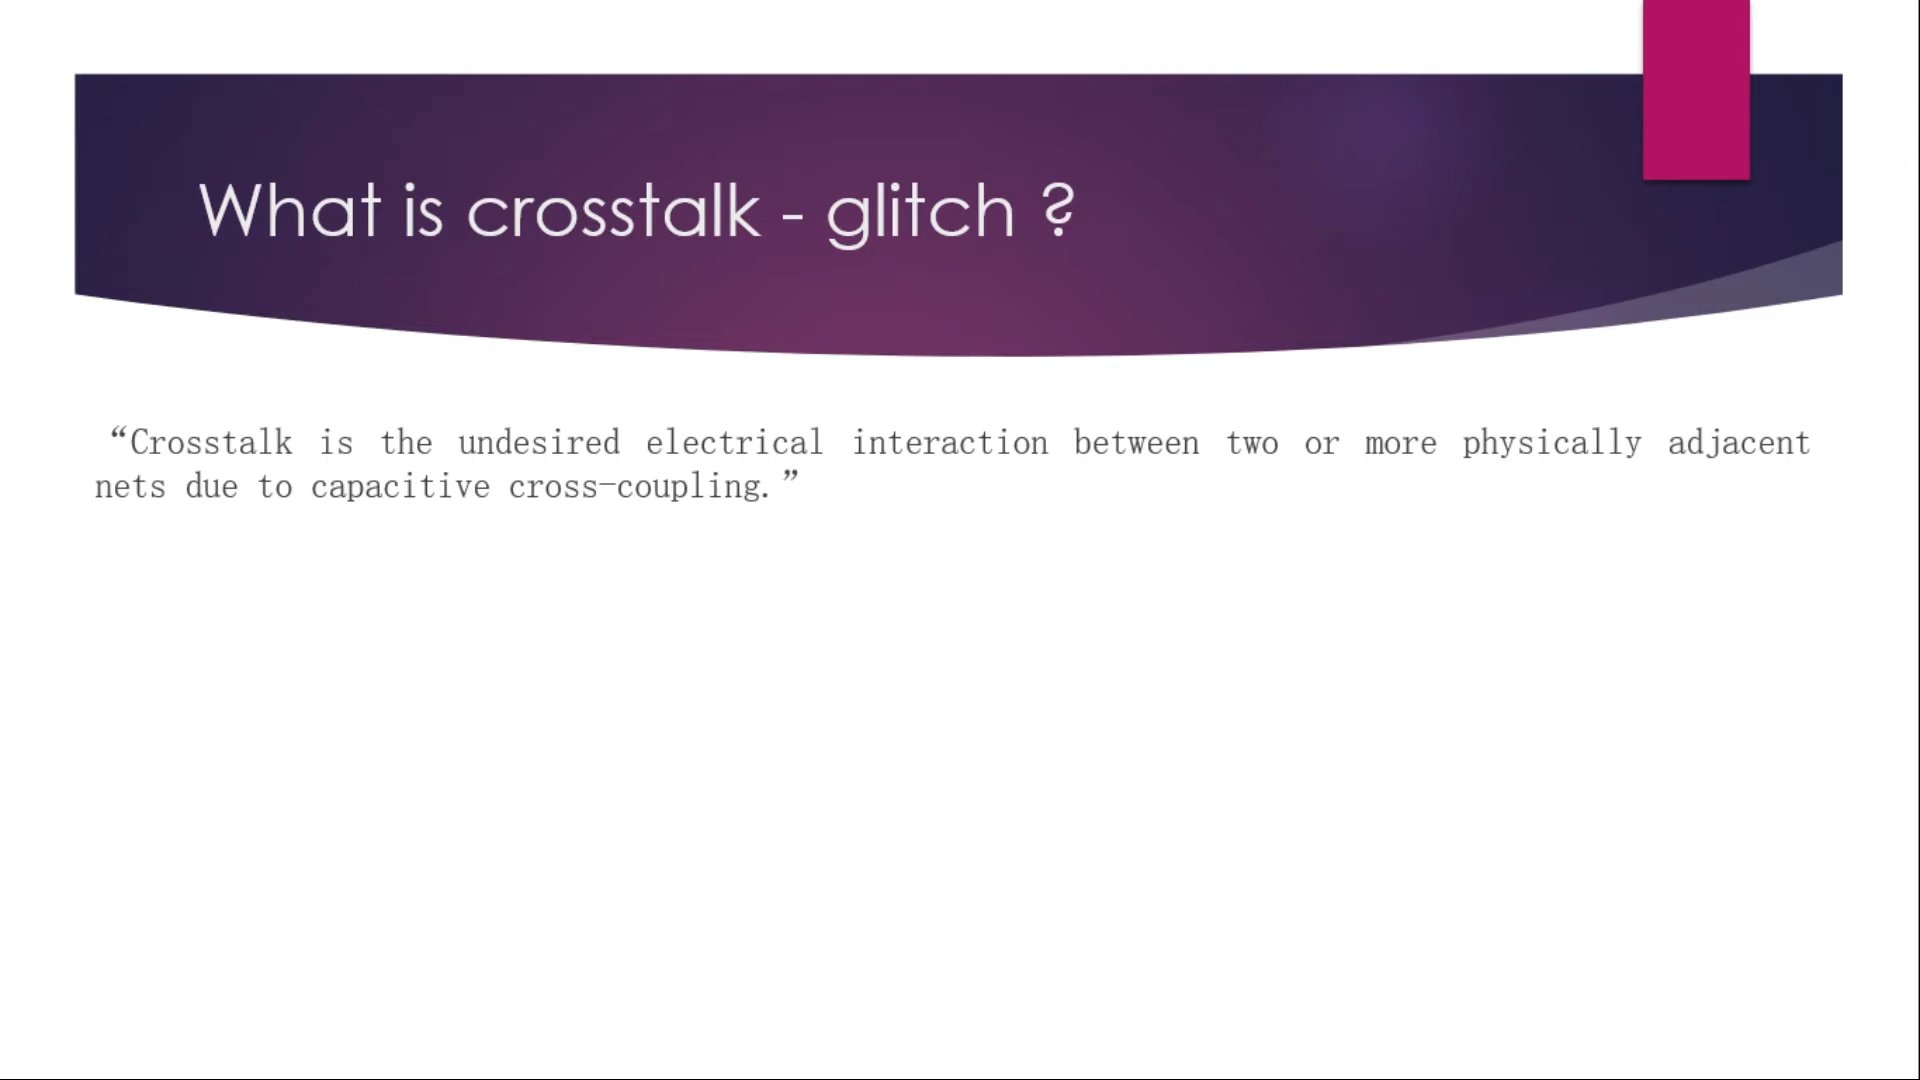 What is crosstalk - glitch ?
“Crosstalk is the undesired electrical interaction between two or more physically adjacent
nets due to capacitive cross-coupling.”